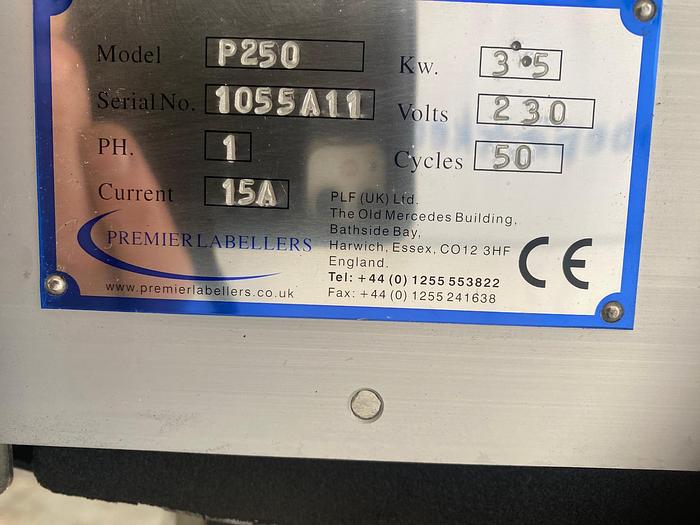 Model P250
Kw. 3.5
Serial No. 1055A11
Volts 230
PH. 1
Cycles 50
Current 15A
PREMIER LABELLERS
www.premierlabellers.co.uk
PLF (UK) Ltd.
The Old Mercedes Building,
Bathside Bay,
Harwich, Essex, CO12 3HF
England.
Tel: +44 (0) 1255 553822
Fax: +44 (0) 1255 241638
CE